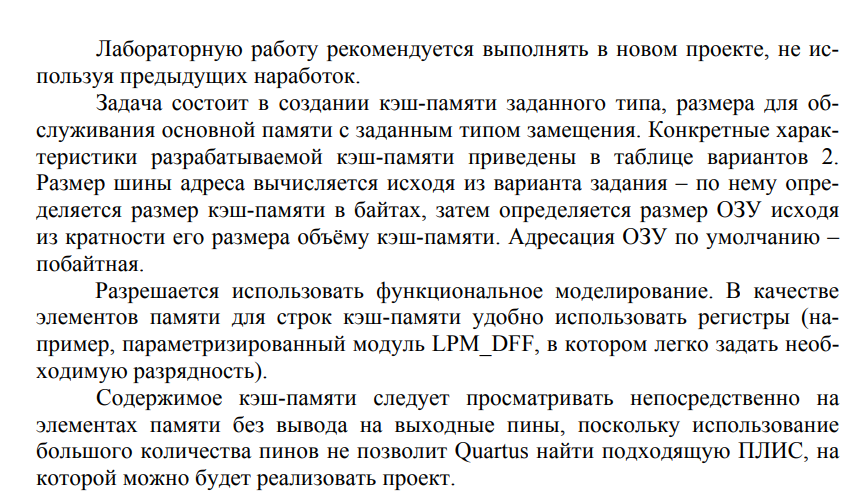 Лабораторную работу рекомендуется выполнять в новом проекте, не ис-
пользуя предыдущих наработок.
Задача состоит в создании кэш-памяти заданного типа, размера для об-
служивания основной памяти с заданным типом замещения. Конкретные харак-
теристики разрабатываемой кэш-памяти приведены в таблице вариантов 2.
Размер шины адреса вычисляется исходя из варианта задания – по нему опре-
деляется размер кэш-памяти в байтах, затем определяется размер ОЗУ исходя
из кратности его размера объёму кэш-памяти. Адресация ОЗУ по умолчанию –
побайтная.
Разрешается использовать функциональное моделирование. В качестве
элементов памяти для строк кэш-памяти удобно использовать регистры (на-
пример, параметризированный модуль LPM_DFF, в котором легко задать необ-
ходимую разрядность).
Содержимое кэш-памяти следует просматривать непосредственно на
элементах памяти без вывода на выходные пины, поскольку использование
большого количества пинов не позволит Quartus найти подходящую ПЛИС, на
которой можно будет реализовать проект.